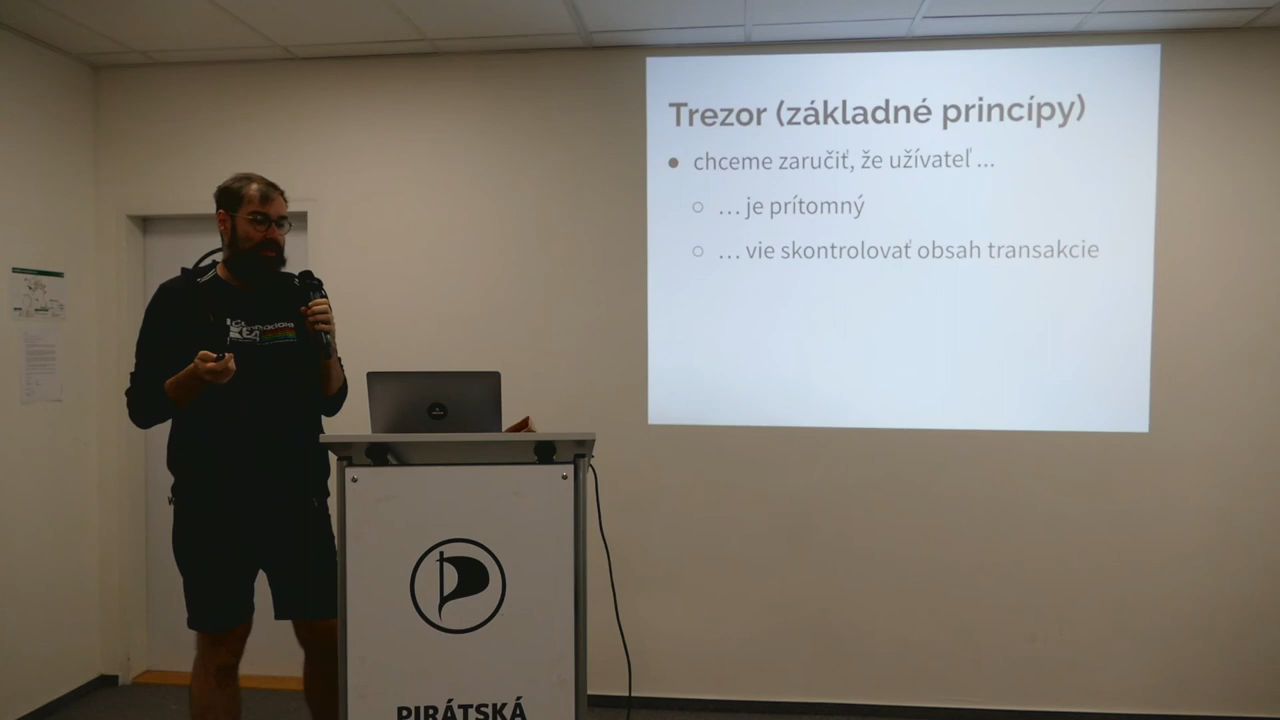 Trezor (základné princípy)
● chceme zaručiť, že užívateľ ...
○ ... je prítomný
○ ... vie skontrolovať obsah transakcie
PIRÁTSKÁ